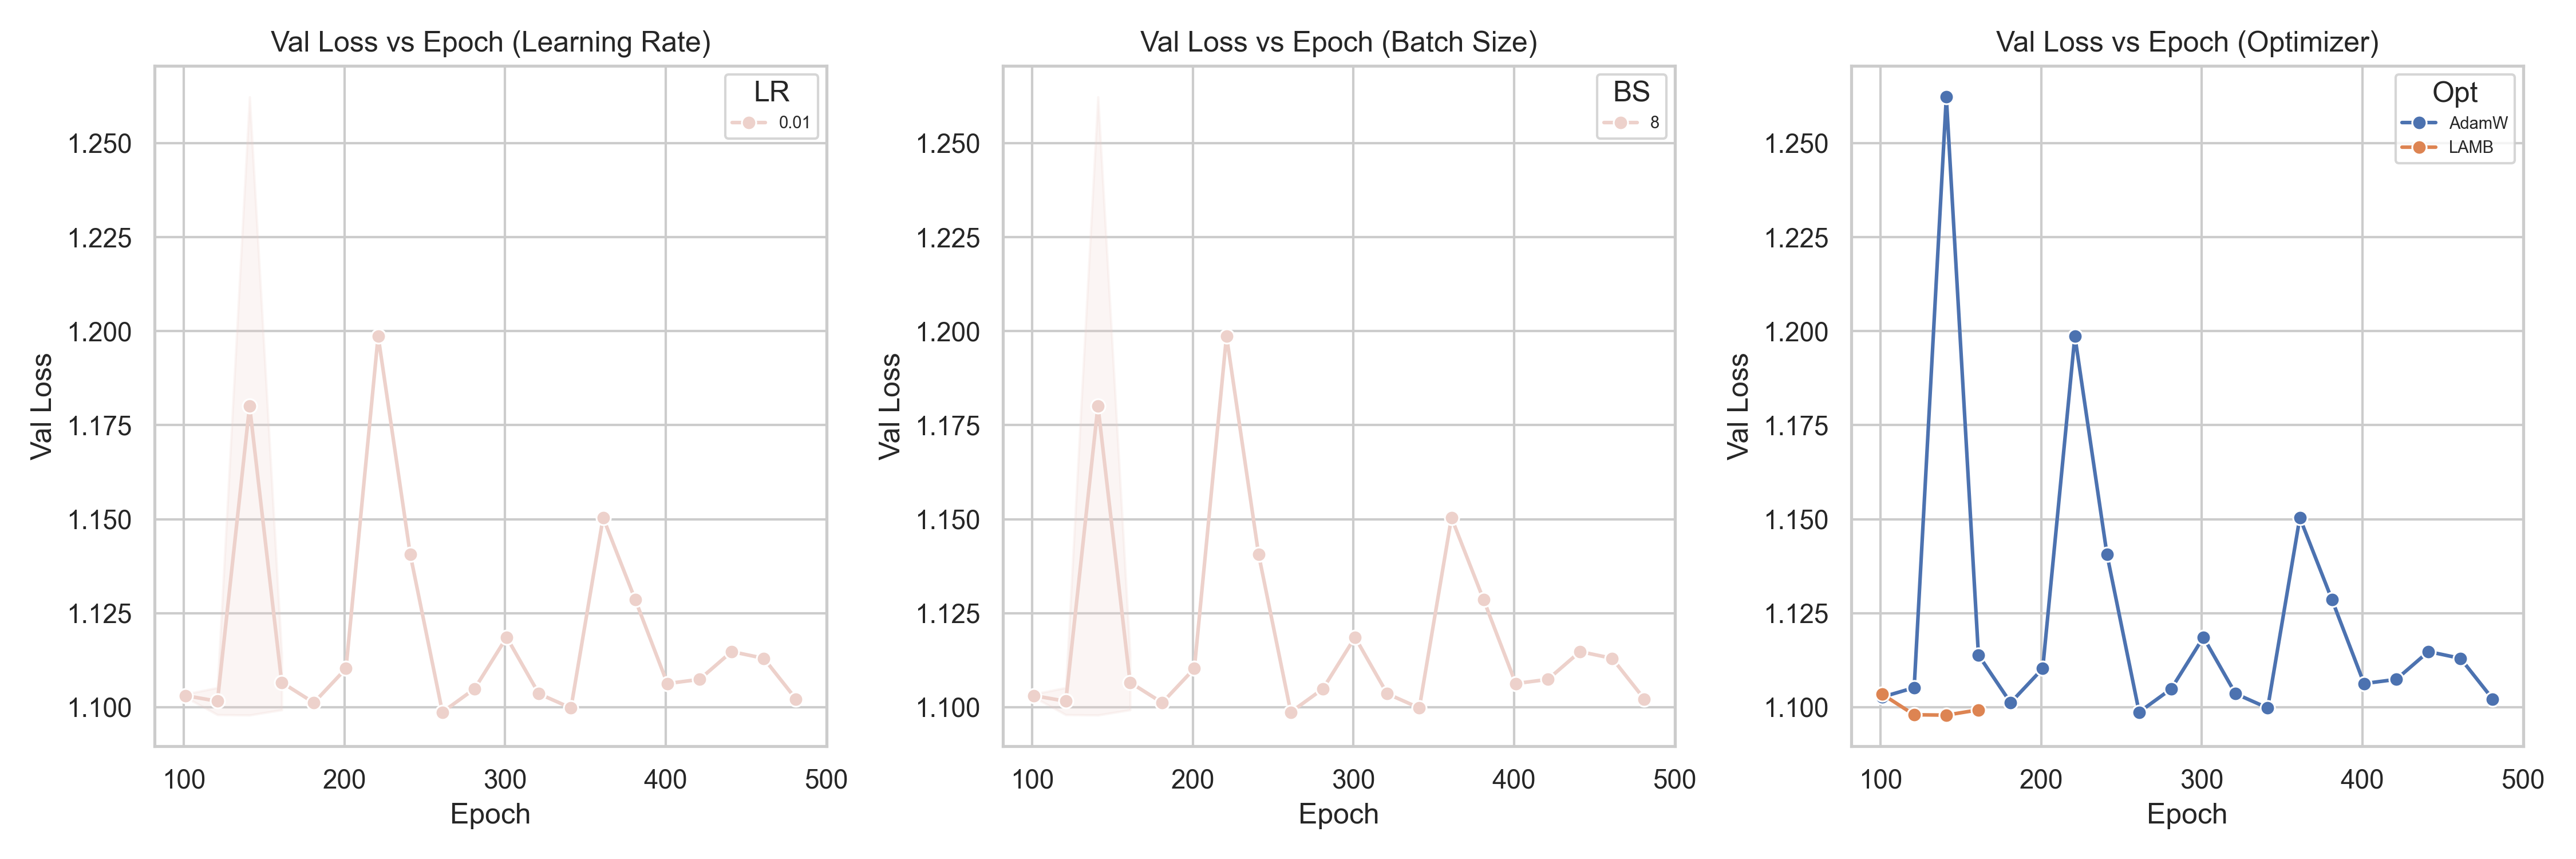 Val Loss vs Epoch (Learning Rate)
LR
0.01
1.250
1.225
1.200
1.175
1.150
1.125
1.100
Val Loss
100 200 300 400 500
Epoch
Val Loss vs Epoch (Batch Size)
BS
8
1.250
1.225
1.200
1.175
1.150
1.125
1.100
Val Loss
100 200 300 400 500
Epoch
Val Loss vs Epoch (Optimizer)
Opt
AdamW
LAMB
1.250
1.225
1.200
1.175
1.150
1.125
1.100
Val Loss
100 200 300 400 500
Epoch